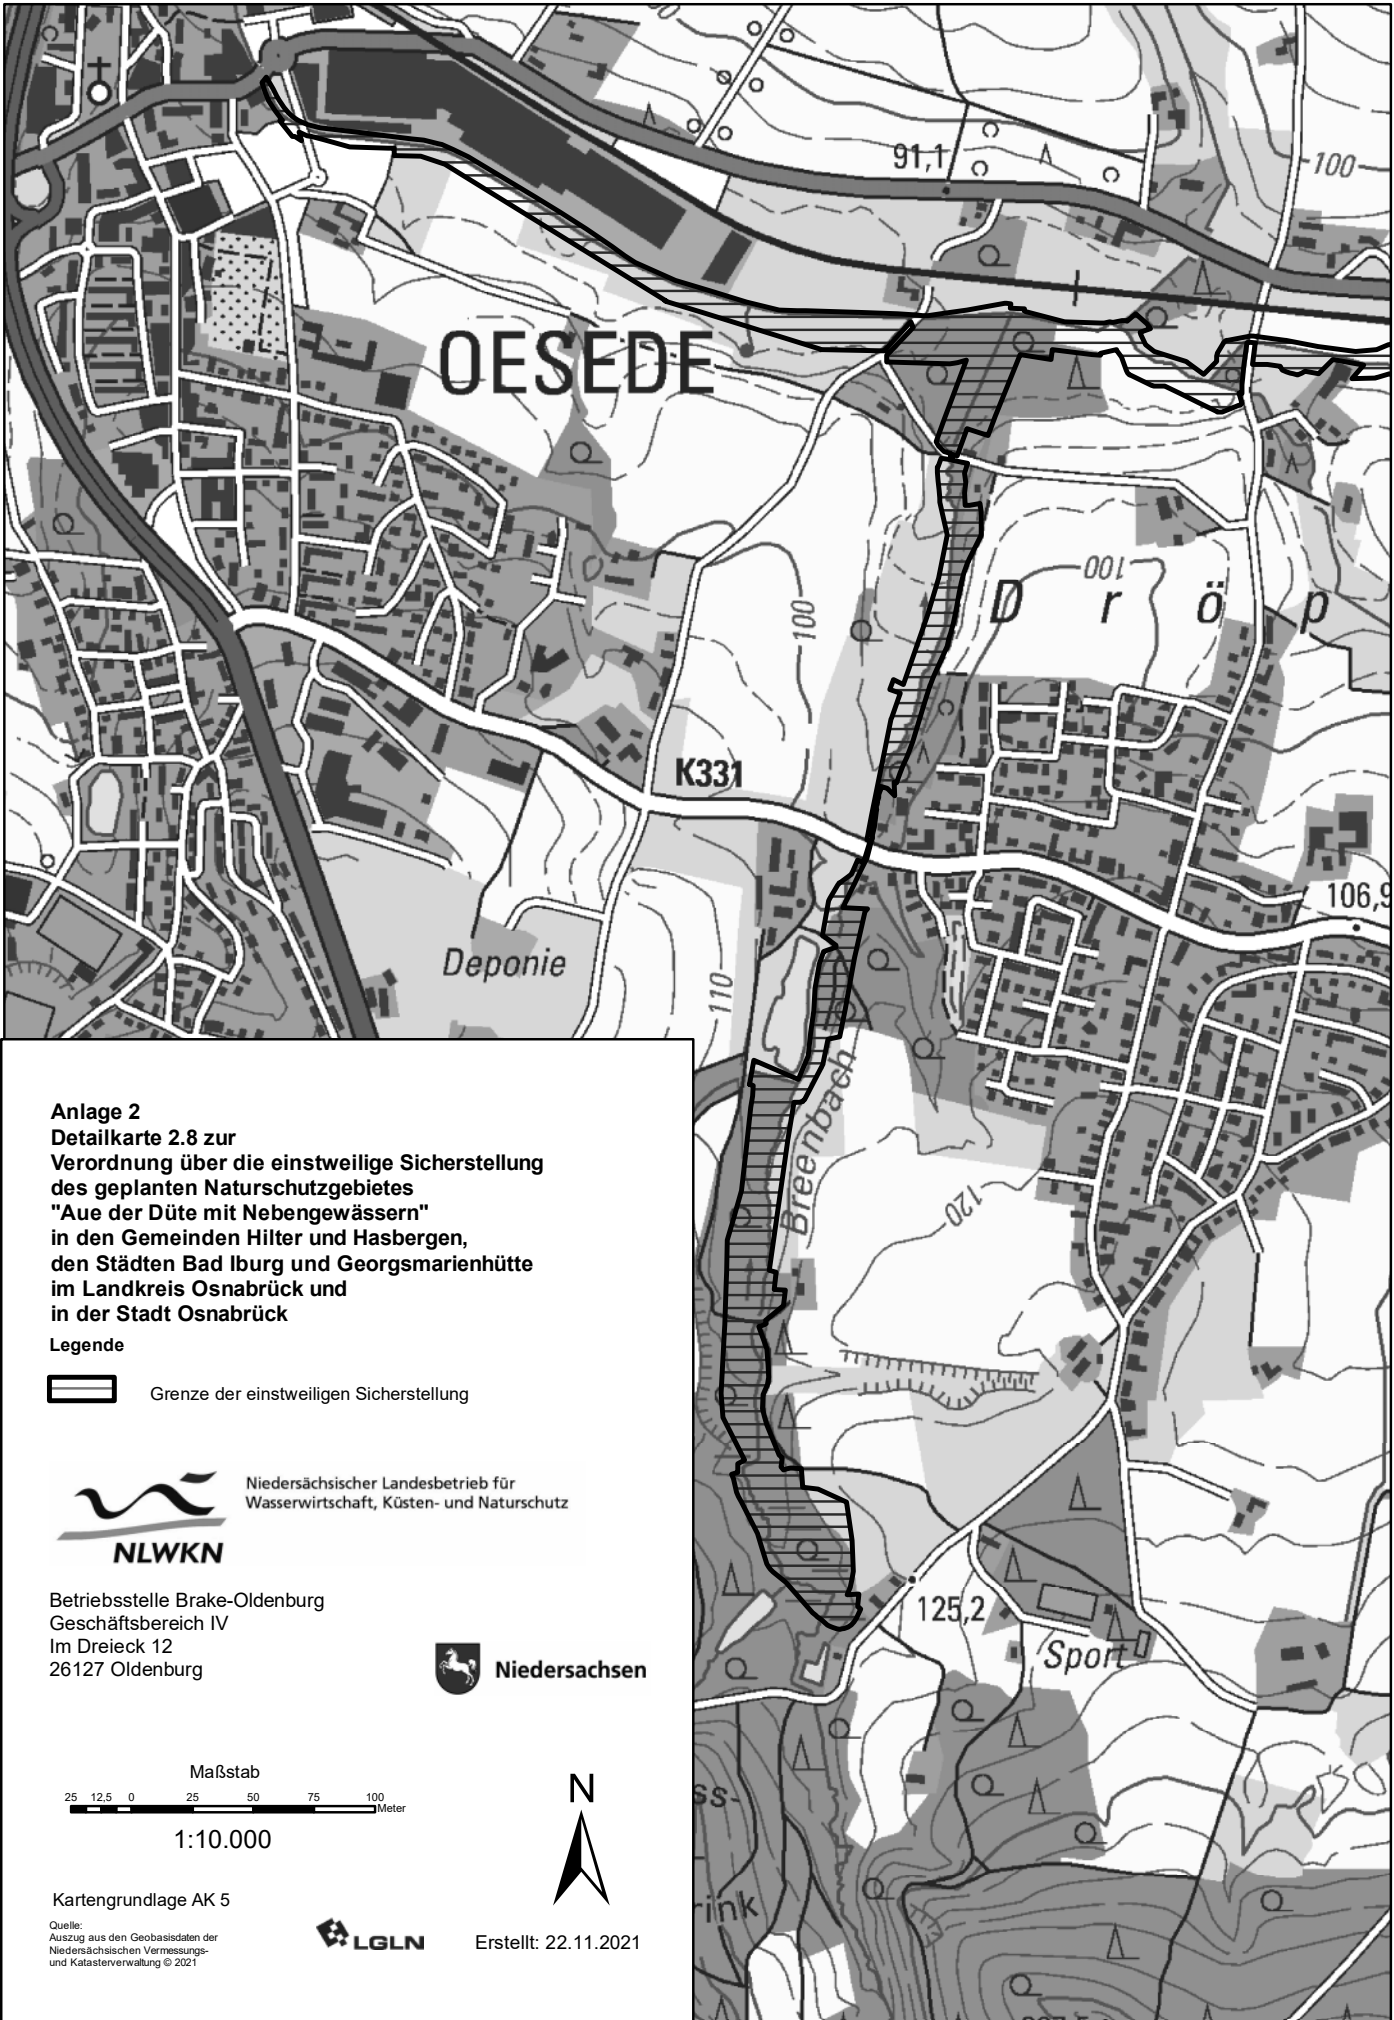 91,1
100
OESEDE
100
D r ö p
100
K331
106,9
Deponie
110
Breenbach
120
125,2
Sport
ss-
rink
Anlage 2
Detailkarte 2.8 zur
Verordnung über die einstweilige Sicherstellung
des geplanten Naturschutzgebietes
"Aue der Düte mit Nebengewässern"
in den Gemeinden Hilter und Hasbergen,
den Städten Bad Iburg und Georgsmarienhütte
im Landkreis Osnabrück und
in der Stadt Osnabrück
Legende
Grenze der einstweiligen Sicherstellung
Niedersächsischer Landesbetrieb für
Wasserwirtschaft, Küsten- und Naturschutz
NLWKN
Betriebsstelle Brake-Oldenburg
Geschäftsbereich IV
Im Dreieck 12
26127 Oldenburg
Niedersachsen
Maßstab
25 12,5 0 25 50 75 100
Meter
1:10.000
N
Kartengrundlage AK 5
Quelle:
Auszug aus den Geobasisdaten der
Niedersächsischen Vermessungs-
und Katasterverwaltung © 2021
LGLN
Erstellt: 22.11.2021